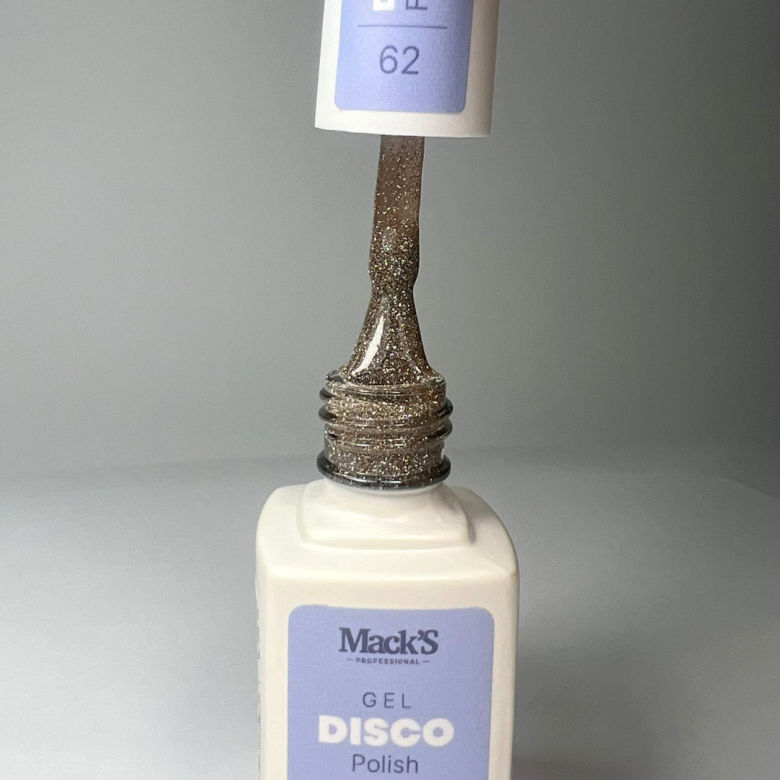 62
Mack'S
PROFESSIONAL
GEL
DISCO
Polish